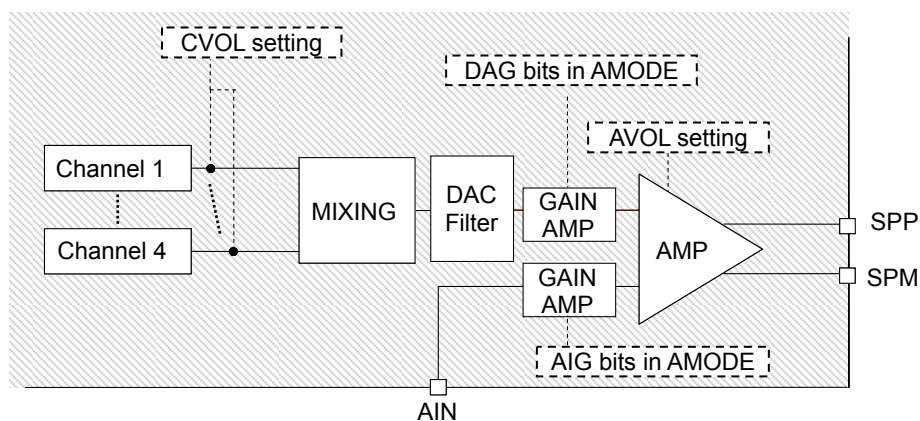 CVOL setting
DAG bits in AMODE
AVOL setting
Channel 1
Channel 4
MIXING
DAC
Filter
GAIN
AMP
GAIN
AMP
AMP
SPP
SPM
AIG bits in AMODE
AIN